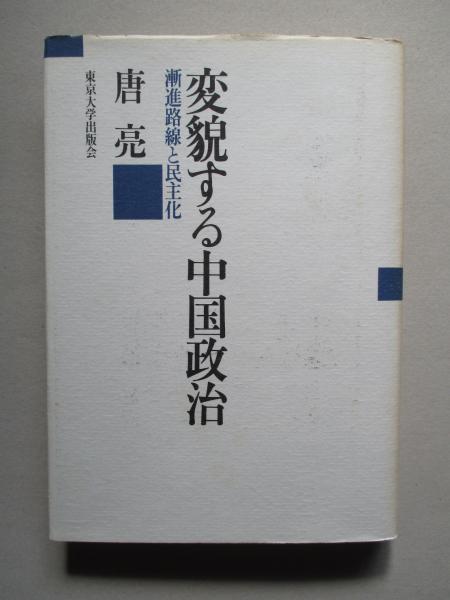 変貌する中国政治
漸進路線と民主化
唐亮
東京大学出版会